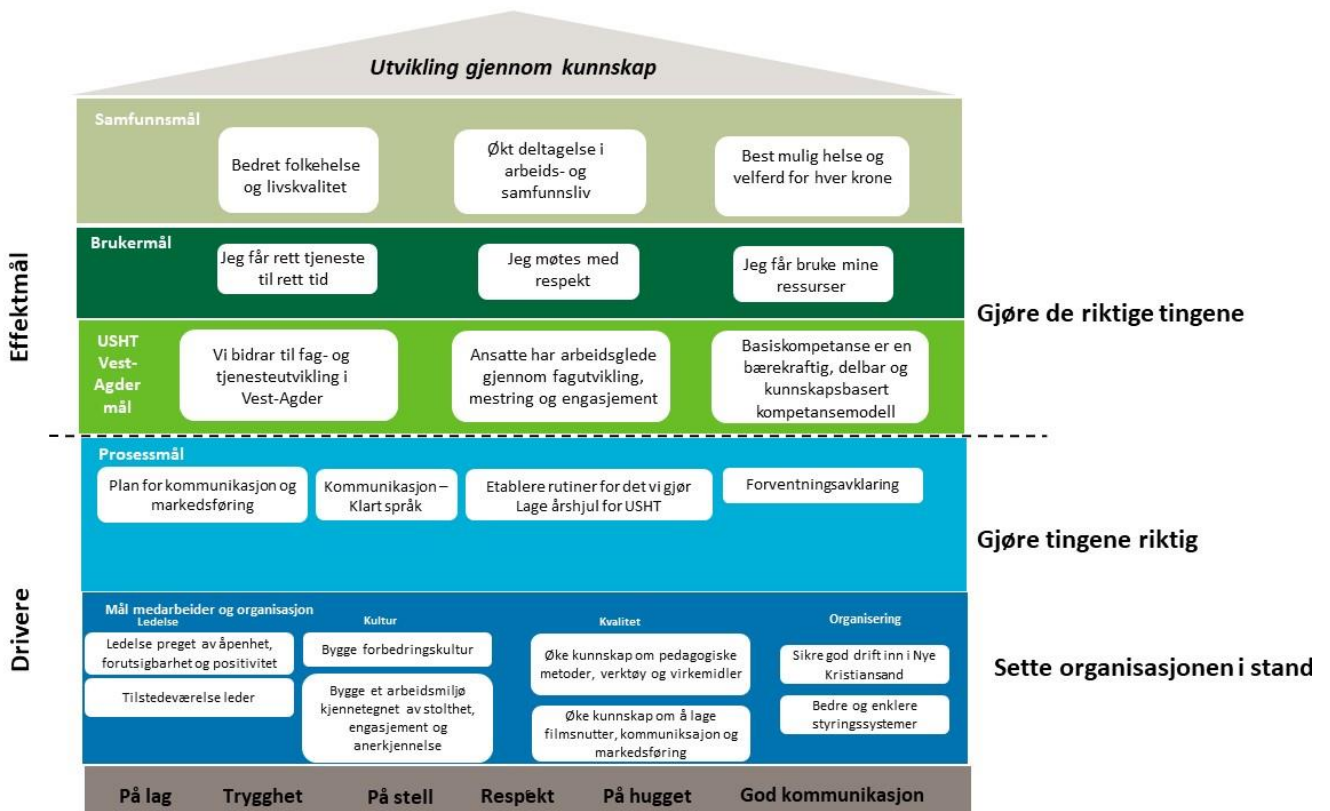 Utvikling gjennom kunnskap
Samfunnsmål
Bedret folkehelse
og livskvalitet
Økt deltagelse i
arbeids- og
samfunnsliv
Best mulig helse og
velferd for hver krone
Effektmål
Brukermål
Jeg får rett tjeneste
til rett tid
Jeg møtes med
respekt
Jeg får bruke mine
ressurser
Gjøre de riktige tingene
USHT
Vest-
Agder
mål
Vi bidrar til fag- og
tjenesteutvikling i
Vest-Agder
Ansatte har arbeidsglede
gjennom fagutvikling,
mestring og engasjement
Basiskompetanse er en
bærekraftig, delbar og
kunnskapsbasert
kompetansemodell
Prosessmål
Plan for kommunikasjon og
markedsføring
Kommunikasjon –
Klart språk
Etablere rutiner for det vi gjør
Lage årshjul for USHT
Forventningsavklaring
Gjøre tingene riktig
Drivere
Mål medarbeider og organisasjon
Ledelse
Ledelse preget av åpenhet,
forutsigbarhet og positivitet
Tilstedeværelse leder
Kultur
Bygge forbedringskultur
Bygge et arbeidsmiljø
kjennetegnet av stolthet,
engasjement og
anerkjennelse
Kvalitet
Øke kunnskap om pedagogiske
metoder, verktøy og virkemidler
Øke kunnskap om å lage
filmsnutter, kommuniksajon og
markedsføring
Organisering
Sikre god drift inn i Nye
Kristiansand
Bedre og enklere
styringssystemer
Sette organisasjonen i stand
På lag Trygghet På stell Respekt På hugget God kommunikasjon